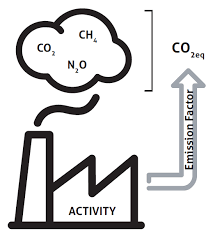 CH₄
CO₂
N₂O
CO₂eq
Emission Factor
ACTIVITY